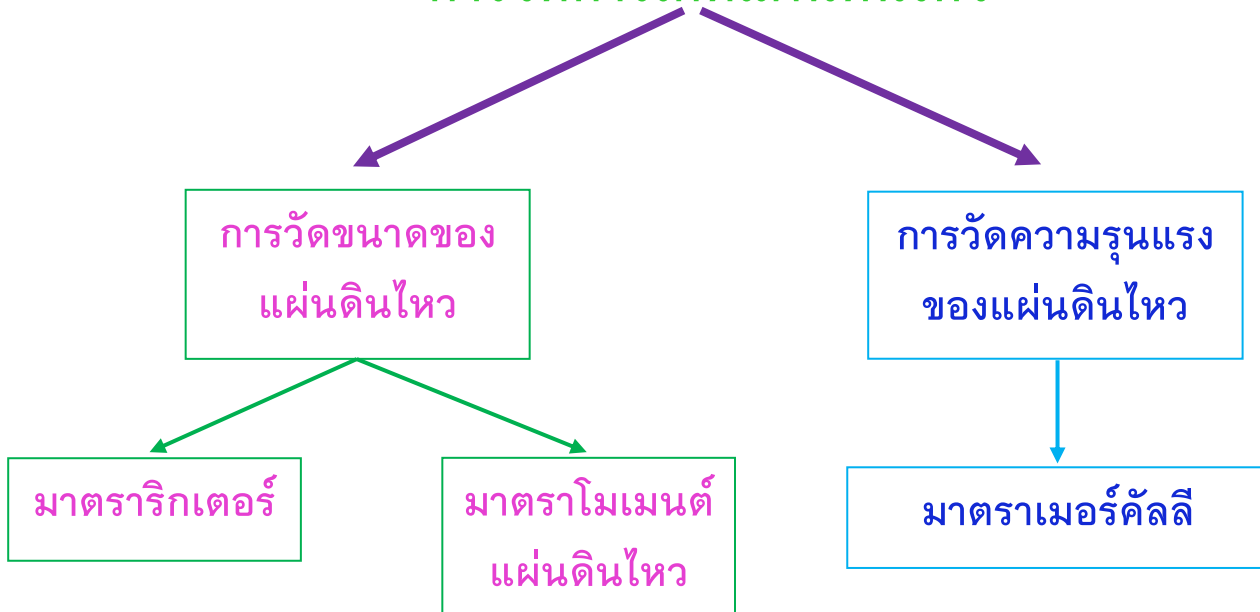 การวัดขนาดของ
แผ่นดินไหว
การวัดความรุนแรง
ของแผ่นดินไหว
มาตราริกเตอร์
มาตราโมเมนต์
แผ่นดินไหว
มาตราเมอร์คัลลี